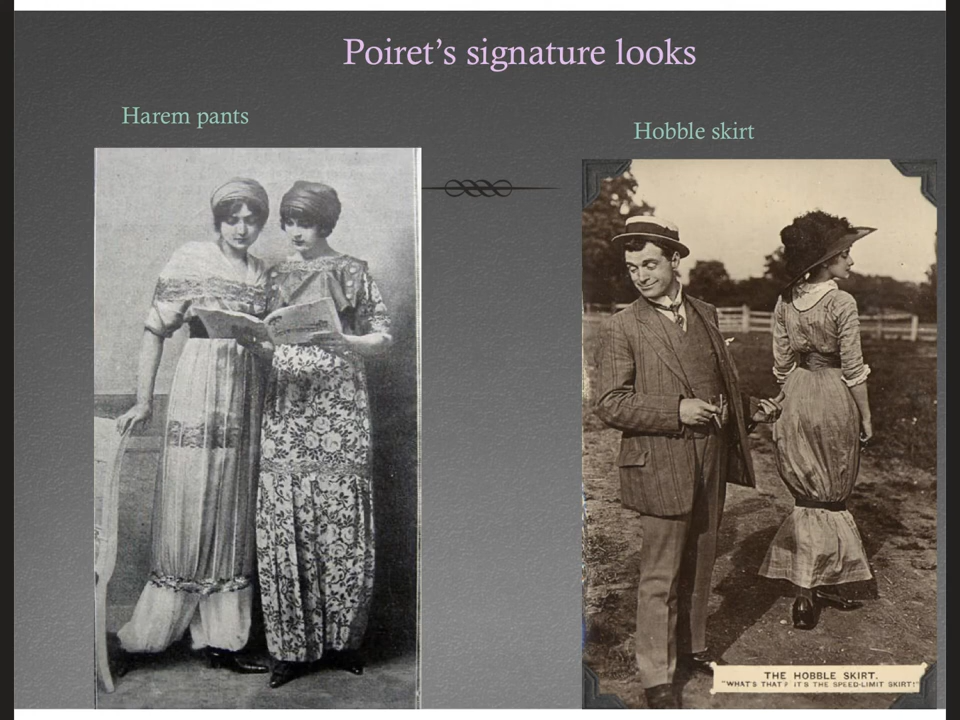 Poiret’s signature looks
Harem pants
Hobble skirt
THE HOBBLE SKIRT.
"WHAT'S THAT? IT'S THE SPEED-LIMIT SKIRT!"